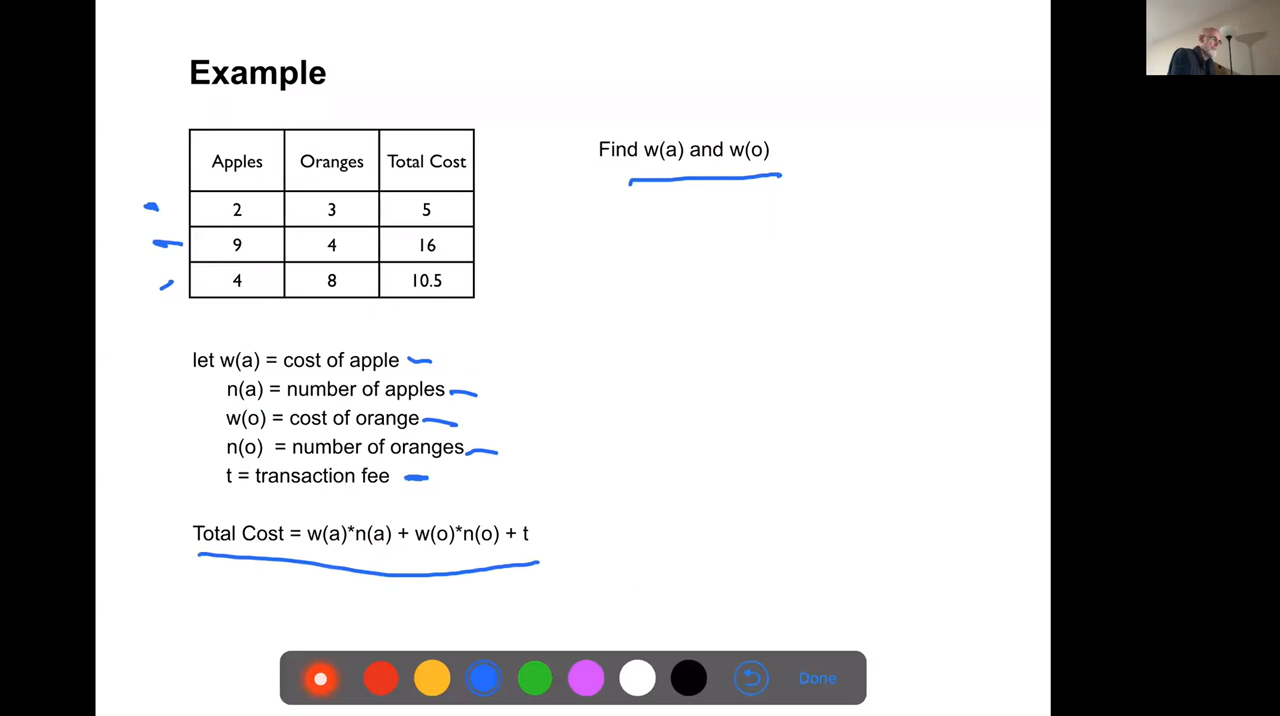 Example
Apples Oranges Total Cost
2 3 5
9 4 16
4 8 10.5
Find w(a) and w(o)
let w(a) = cost of apple
n(a) = number of apples
w(o) = cost of orange
n(o) = number of oranges
t = transaction fee
Total Cost = w(a)*n(a) + w(o)*n(o) + t
Done